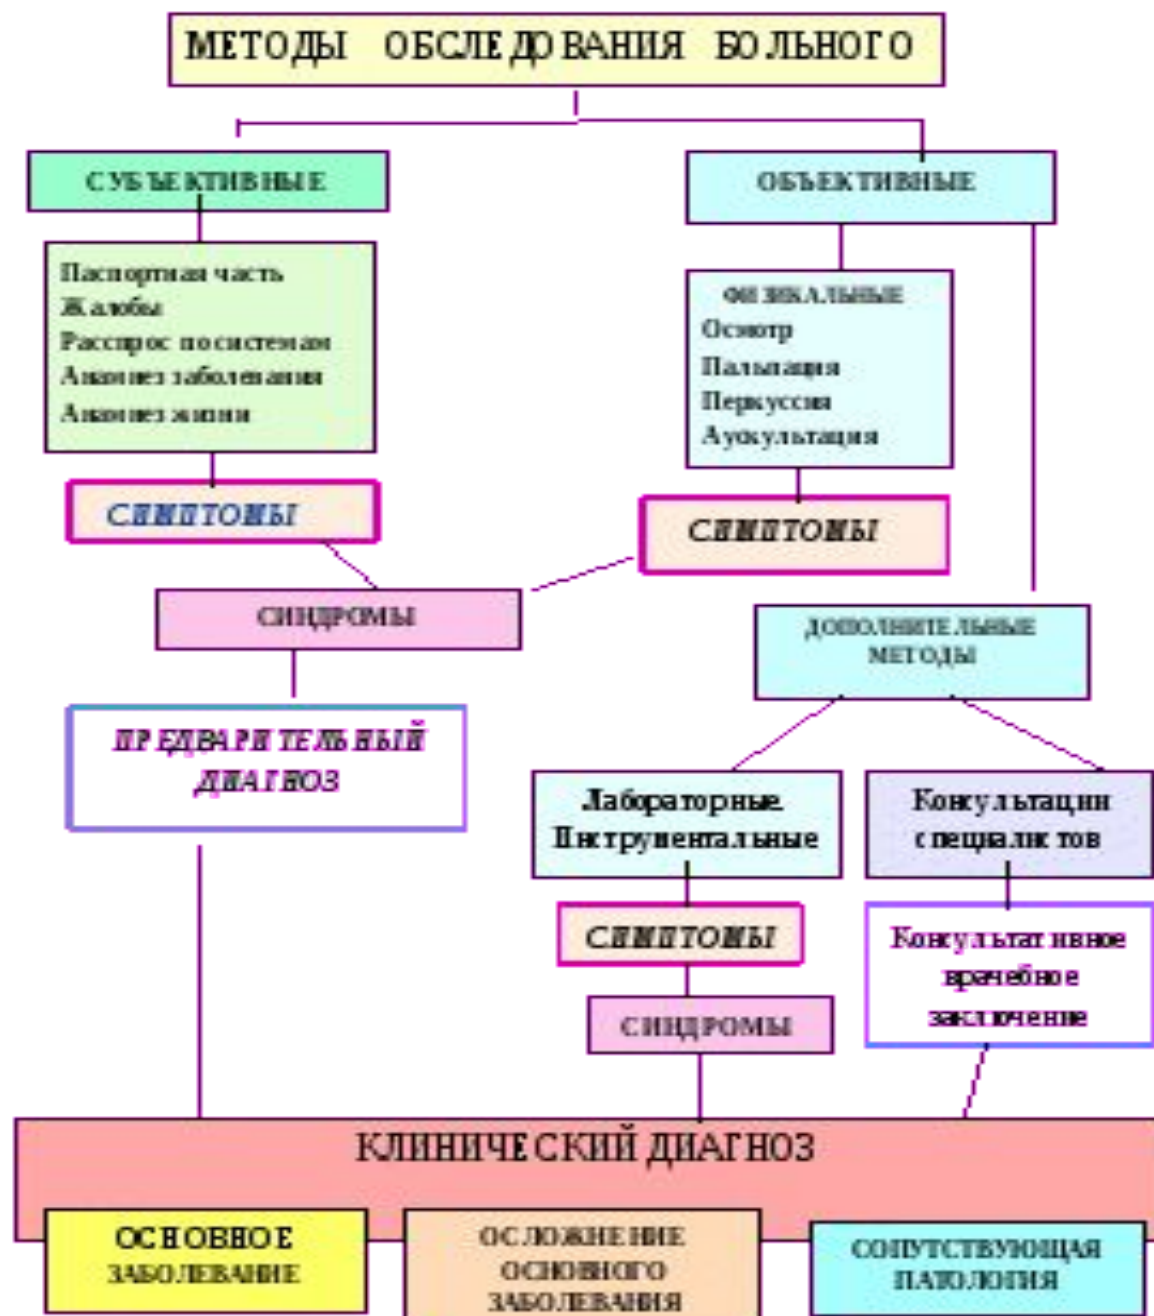 МЕТОДЫ ОБСЛЕДОВАНИЯ БОЛЬНОГО
СУБЪЕКТИВНЫЕ
ОБЪЕКТИВНЫЕ
Паспортная часть
Жалобы
Расспрос по системам
Анамнез заболевания
Анамнез жизни
ФИЗИКАЛЬНЫЕ
Осмотр
Пальпация
Перкуссия
Аускультация
СИМПТОМЫ
СИМПТОМЫ
СИНДРОМЫ
ДОПОЛНИТЕЛЬНЫЕ
МЕТОДЫ
ПРЕДВАРИТЕЛЬНЫЙ
ДИАГНОЗ
Лабораторные.
Инструментальные
Консультации
специалистов
СИМПТОМЫ
Консультативное
врачебное
заключение
СИНДРОМЫ
КЛИНИЧЕСКИЙ ДИАГНОЗ
ОСНОВНОЕ
ЗАБОЛЕВАНИЕ
ОСЛОЖНЕНИЕ
ОСНОВНОГО
ЗАБОЛЕВАНИЯ
СОПУТСТВУЮЩАЯ
ПАТОЛОГИЯ